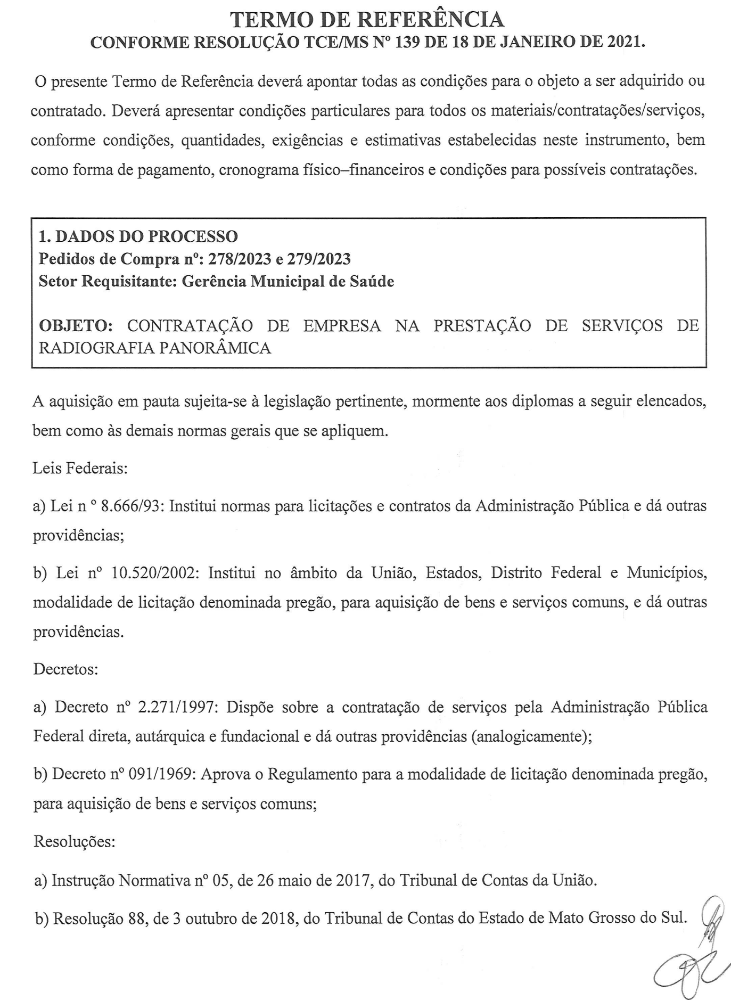 TERMO DE REFERÊNCIA
CONFORME RESOLUÇÃO TCE/MS Nº 139 DE 18 DE JANEIRO DE 2021.
O presente Termo de Referência deverá apontar todas as condições para o objeto a ser adquirido ou
contratado. Deverá apresentar condições particulares para todos os materiais/contratações/serviços,
conforme condições, quantidades, exigências e estimativas estabelecidas neste instrumento, bem
como forma de pagamento, cronograma físico–financeiros e condições para possíveis contratações.
1. DADOS DO PROCESSO
Pedidos de Compra nº: 278/2023 e 279/2023
Setor Requisitante: Gerência Municipal de Saúde
OBJETO: CONTRATAÇÃO DE EMPRESA NA PRESTAÇÃO DE SERVIÇOS DE
RADIOGRAFIA PANORÂMICA
A aquisição em pauta sujeita-se à legislação pertinente, mormente aos diplomas a seguir elencados,
bem como às demais normas gerais que se apliquem.
Leis Federais:
a) Lei n º 8.666/93: Institui normas para licitações e contratos da Administração Pública e dá outras
providências;
b) Lei nº 10.520/2002: Institui no âmbito da União, Estados, Distrito Federal e Municípios,
modalidade de licitação denominada pregão, para aquisição de bens e serviços comuns, e dá outras
providências.
Decretos:
a) Decreto nº 2.271/1997: Dispõe sobre a contratação de serviços pela Administração Pública
Federal direta, autárquica e fundacional e dá outras providências (analogicamente);
b) Decreto nº 091/1969: Aprova o Regulamento para a modalidade de licitação denominada pregão,
para aquisição de bens e serviços comuns;
Resoluções:
a) Instrução Normativa nº 05, de 26 maio de 2017, do Tribunal de Contas da União.
b) Resolução 88, de 3 outubro de 2018, do Tribunal de Contas do Estado de Mato Grosso do Sul.